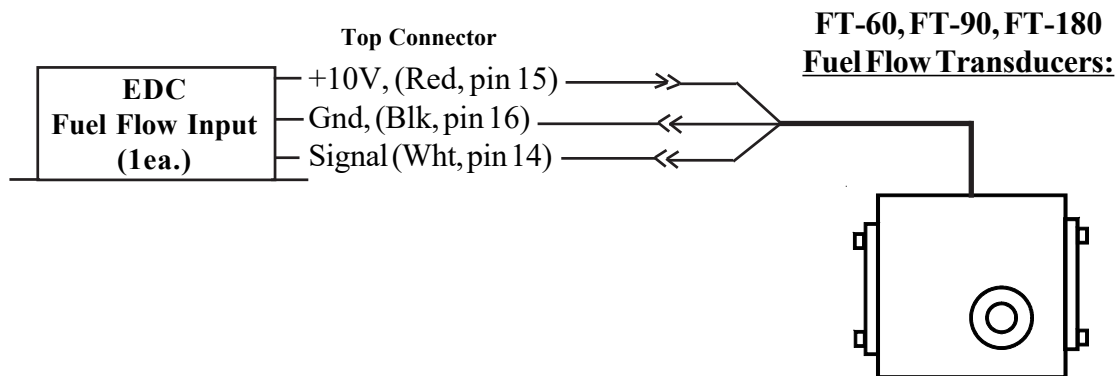 FT-60, FT-90, FT-180
Fuel Flow Transducers:
Top Connector
EDC
Fuel Flow Input
(1ea.)
+10V, (Red, pin 15)
Gnd, (Blk, pin 16)
Signal (Wht, pin 14)